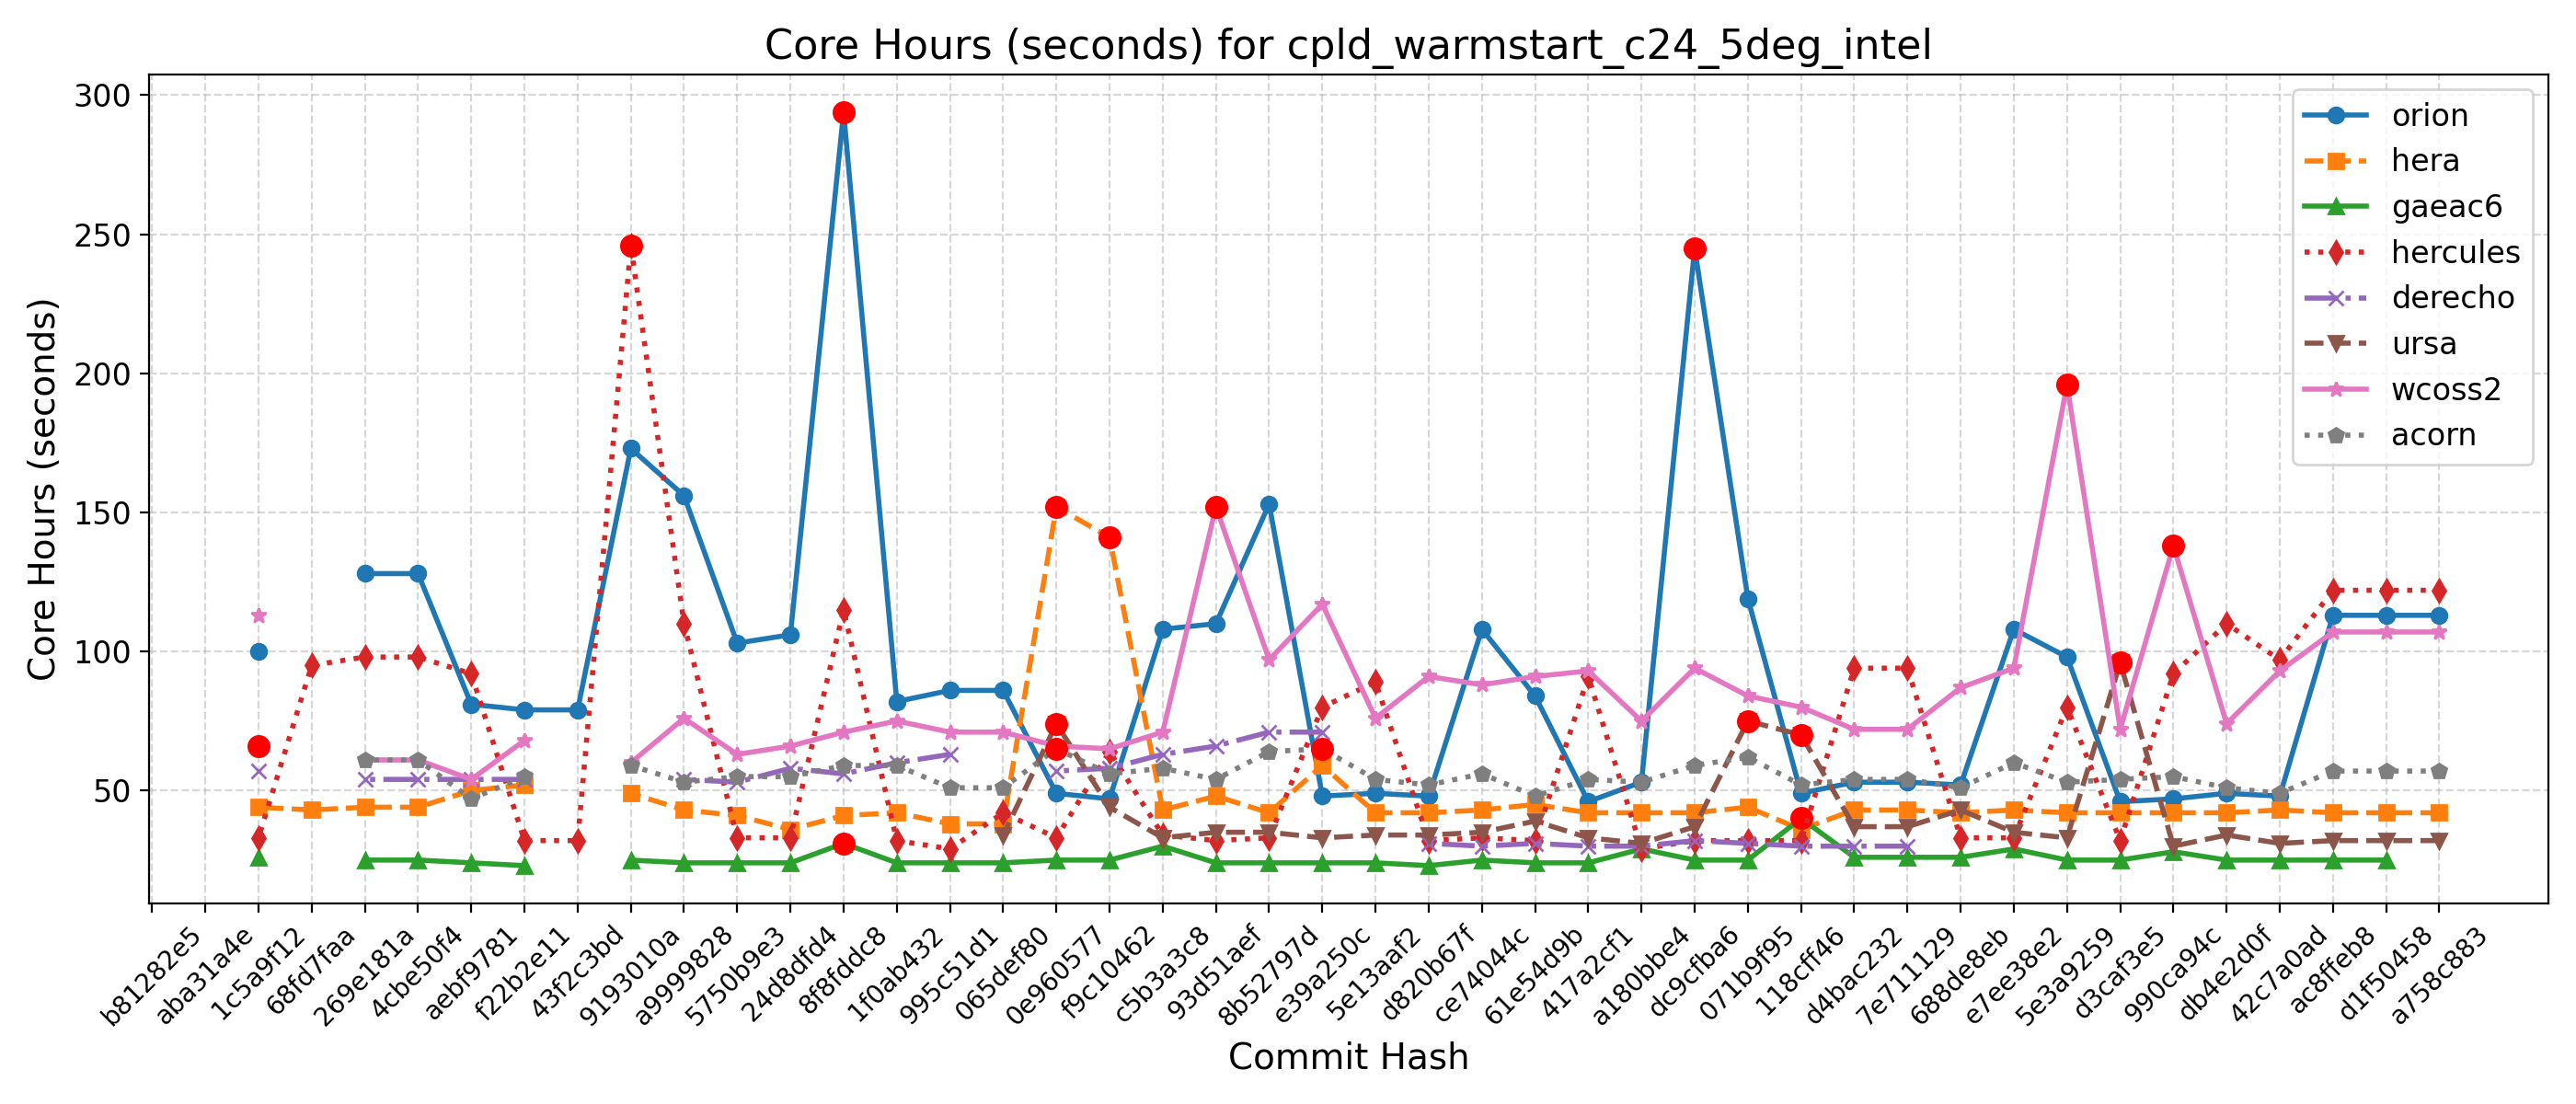 Core Hours (seconds) for cpld_warmstart_c24_5deg_intel
Core Hours (seconds)
300
250
200
150
100
50
orion
hera
gaeac6
hercules
derecho
ursa
wcoss2
acorn
b81282e5
aba31a4e
1c5a9f12
68fd7faa
269e181a
4cbe50f4
aebf9781
f22b2e11
43f2c3bd
9193010a
a9999828
5750b9e3
24d8dfd4
8f8fddc8
1f0ab432
995c51d1
065def80
0e960577
f9c10462
c5b3a3c8
93d51aef
8b52797d
e39a250c
5e13aaf2
d820b67f
ce74044c
61e54d9b
417a2cf1
a180bbe4
dc9cfba6
071b9f95
118cff46
d4bac232
7e711129
688de8eb
e7ee38e2
5e3a9259
d3caf3e5
990ca94c
db4e2d0f
42c7a0ad
ac8ffeb8
d1f50458
a758c883
Commit Hash